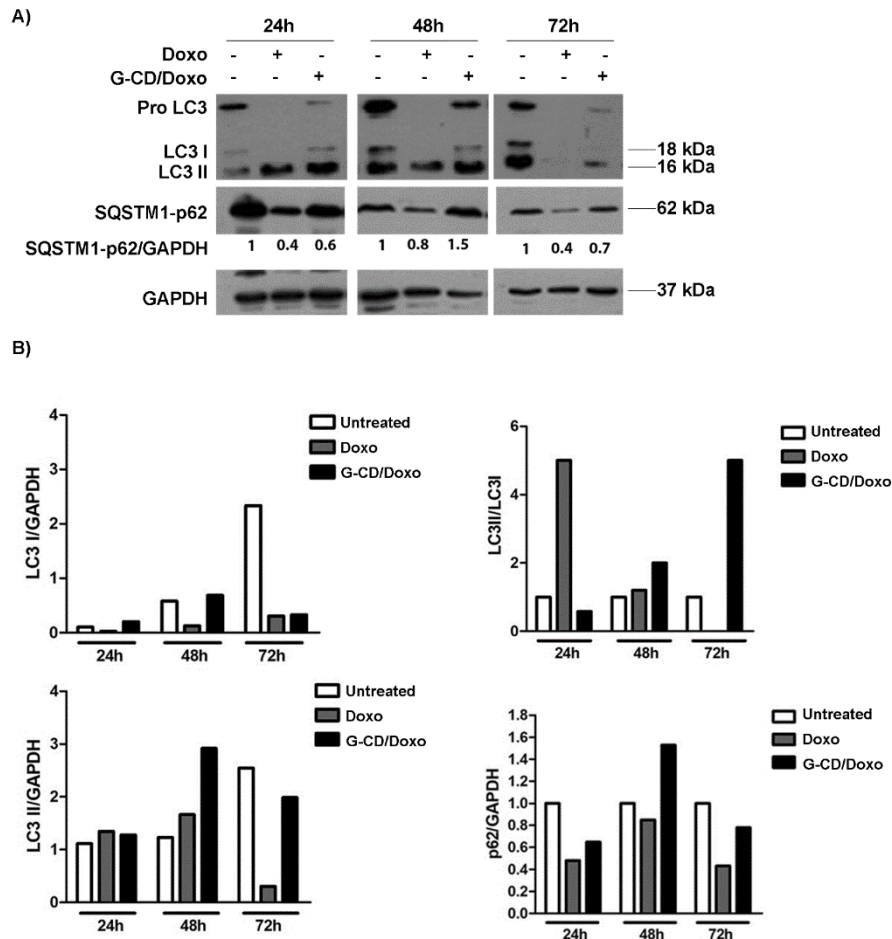 A)
24h 48h 72h
Doxo - + - - + - - + -
G-CD/Doxo - - + - - + - - +
Pro LC3
LC3 I 18 kDa
LC3 II 16 kDa
SQSTM1-p62 62 kDa
SQSTM1-p62/GAPDH 1 0.4 0.6 1 0.8 1.5 1 0.4 0.7
GAPDH 37 kDa
B)
LC3 I/GAPDH
4
3
2
1
0
24h 48h 72h
Untreated
Doxo
G-CD/Doxo
LC3II/LC3I
6
4
2
0
24h 48h 72h
Untreated
Doxo
G-CD/Doxo
LC3 II/GAPDH
4
3
2
1
0
24h 48h 72h
Untreated
Doxo
G-CD/Doxo
p62/GAPDH
1.8
1.6
1.4
1.2
1.0
0.8
0.6
0.4
0.2
0.0
24h 48h 72h
Untreated
Doxo
G-CD/Doxo